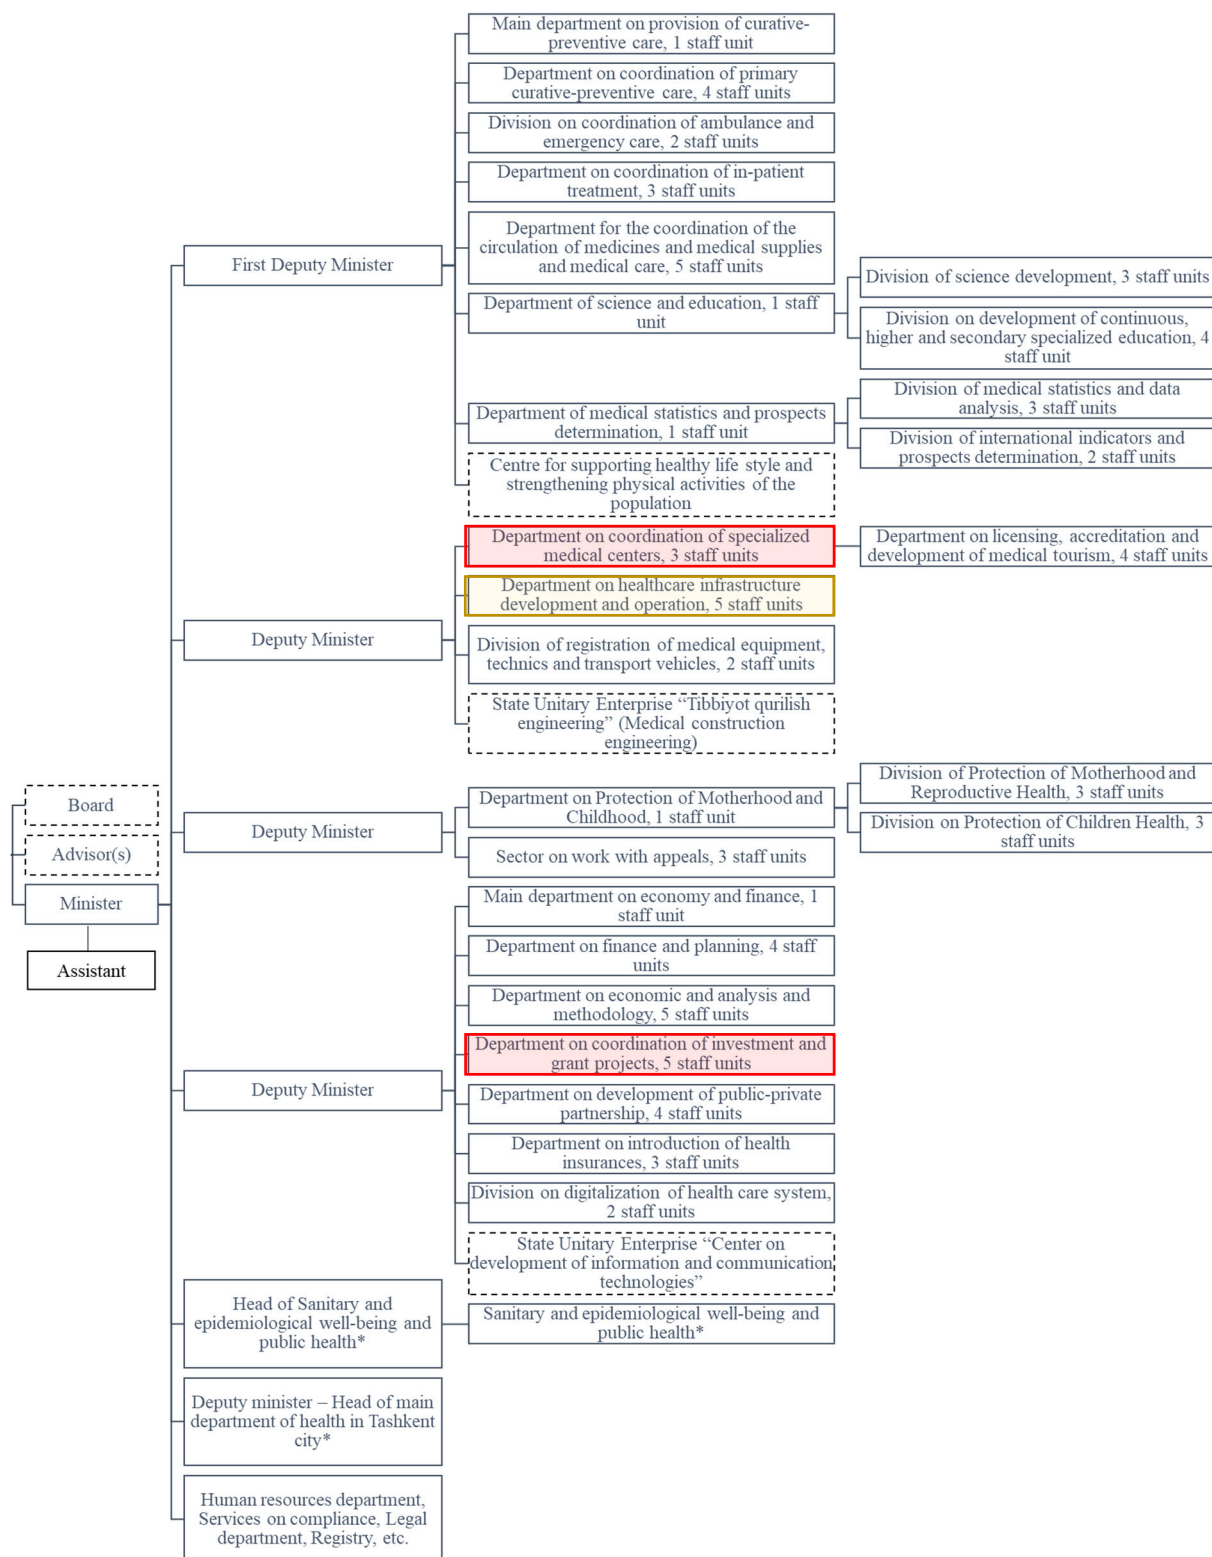 Main department on provision of curative-
preventive care, 1 staff unit
Department on coordination of primary
curative-preventive care, 4 staff units
Division on coordination of ambulance and
emergency care, 2 staff units
Department on coordination of in-patient
treatment, 3 staff units
Department for the coordination of the
circulation of medicines and medical supplies
and medical care, 5 staff units
First Deputy Minister
Department of science and education, 1 staff
unit
Division of science development, 3 staff units
Division on development of continuous,
higher and secondary specialized education, 4
staff unit
Department of medical statistics and prospects
determination, 1 staff unit
Division of medical statistics and data
analysis, 3 staff units
Division of international indicators and
prospects determination, 2 staff units
Centre for supporting healthy life style and
strengthening physical activities of the
population
Department on coordination of specialized
medical centers, 3 staff units
Department on licensing, accreditation and
development of medical tourism, 4 staff units
Department on healthcare infrastructure
development and operation, 5 staff units
Deputy Minister
Division of registration of medical equipment,
technics and transport vehicles, 2 staff units
State Unitary Enterprise “Tibbiyot qurilish
engineering” (Medical construction
engineering)
Board
Advisor(s)
Minister
Assistant
Deputy Minister
Department on Protection of Motherhood and
Childhood, 1 staff unit
Division of Protection of Motherhood and
Reproductive Health, 3 staff units
Division on Protection of Children Health, 3
staff units
Sector on work with appeals, 3 staff units
Main department on economy and finance, 1
staff unit
Department on finance and planning, 4 staff
units
Department on economic and analysis and
methodology, 5 staff units
Department on coordination of investment and
grant projects, 5 staff units
Deputy Minister
Department on development of public-private
partnership, 4 staff units
Department on introduction of health
insurances, 3 staff units
Division on digitalization of health care system,
2 staff units
State Unitary Enterprise “Center on
development of information and communication
technologies”
Head of Sanitary and
epidemiological well-being and
public health*
Sanitary and epidemiological well-being and
public health*
Deputy minister – Head of main
department of health in Tashkent
city*
Human resources department,
Services on compliance, Legal
department, Registry, etc.